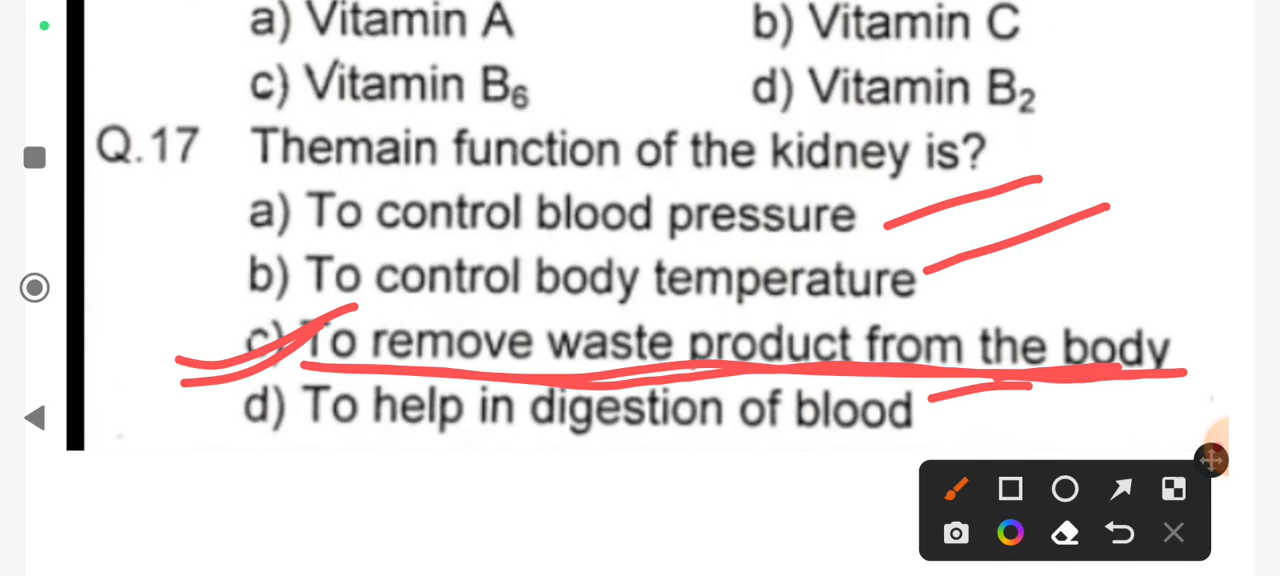 a) Vitamin A b) Vitamin C
c) Vitamin B₆ d) Vitamin B₂
Q.17 Themain function of the kidney is?
a) To control blood pressure
b) To control body temperature
c) To remove waste product from the body
d) To help in digestion of blood